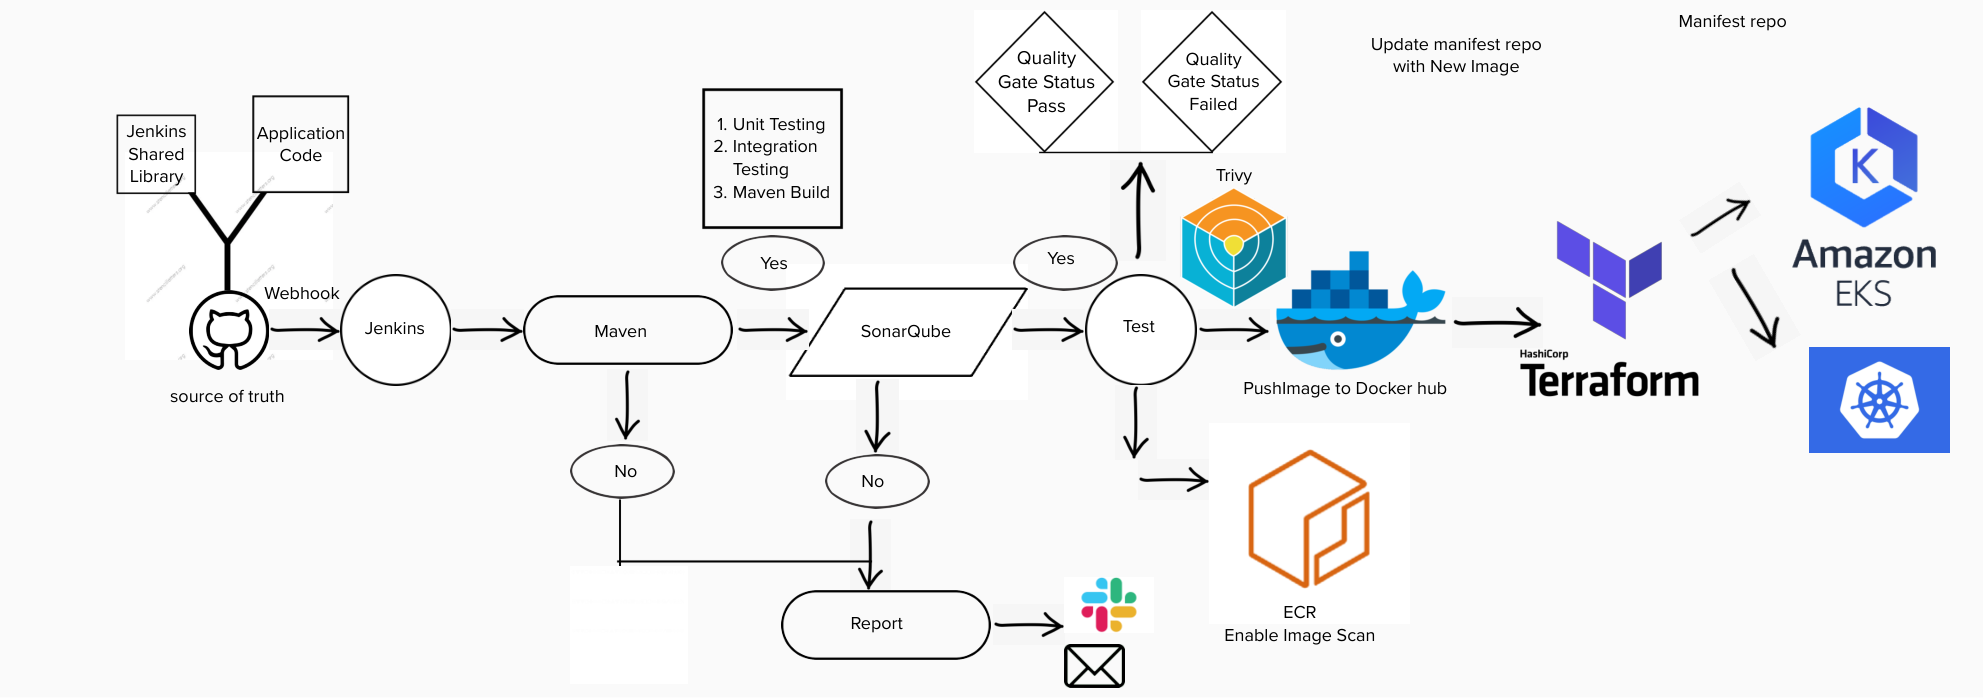 Manifest repo
Update manifest repo
with New Image
Quality
Gate Status
Pass
Quality
Gate Status
Failed
Jenkins
Shared
Library
Application
Code
1. Unit Testing
2. Integration
Testing
3. Maven Build
Trivy
Yes
Yes
Webhook
Jenkins
Maven
SonarQube
Test
K
Amazon
EKS
HashiCorp
Terraform
source of truth
PushImage to Docker hub
No
No
Report
ECR
Enable Image Scan